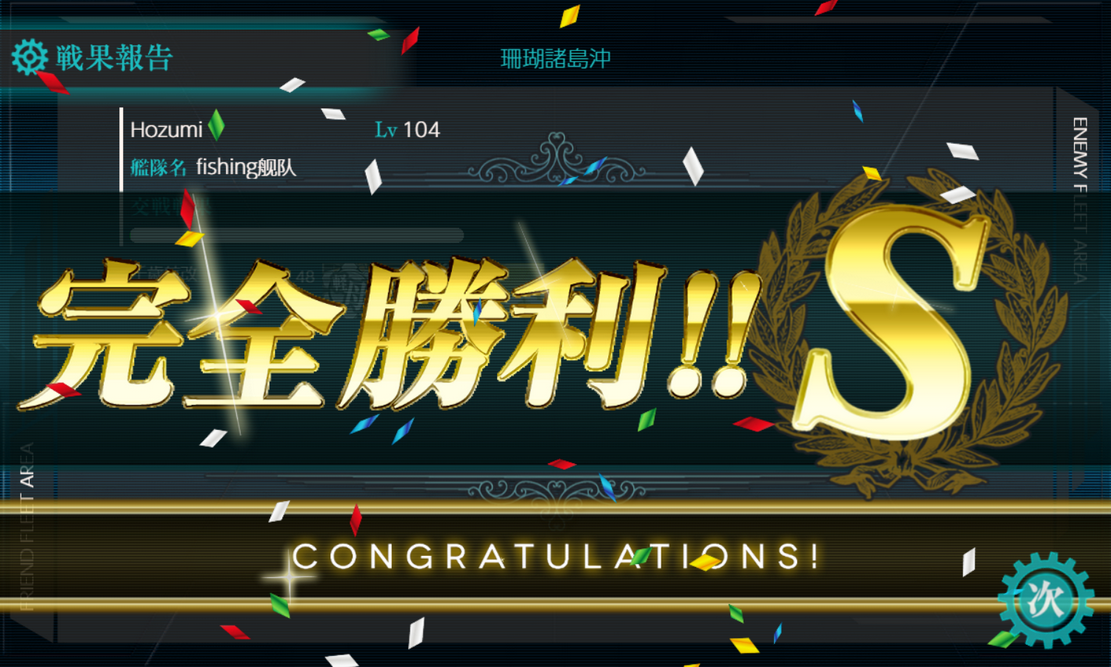 戦果報告
珊瑚諸島沖
Hozumi
Lv 104
艦隊名 fishing舰队
完全勝利!! S
CONGRATULATIONS!
ENEMY FLEET AREA
FRIEND FLEET AREA
次